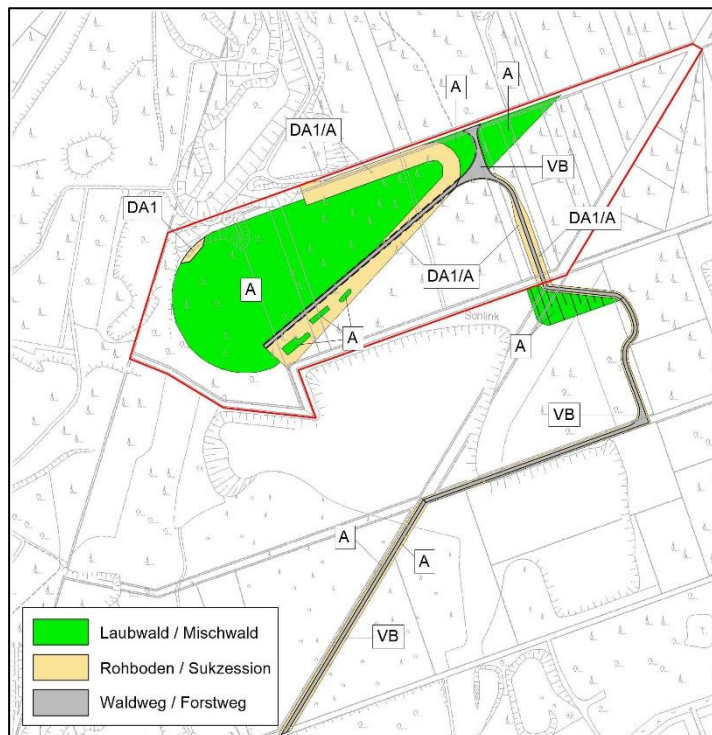 A
A
DA1/A
VB
DA1
DA1/A
DA1/A
A
Schlink
A
A
VB
A
A
VB
Laubwald / Mischwald
Rohboden / Sukzession
Waldweg / Forstweg